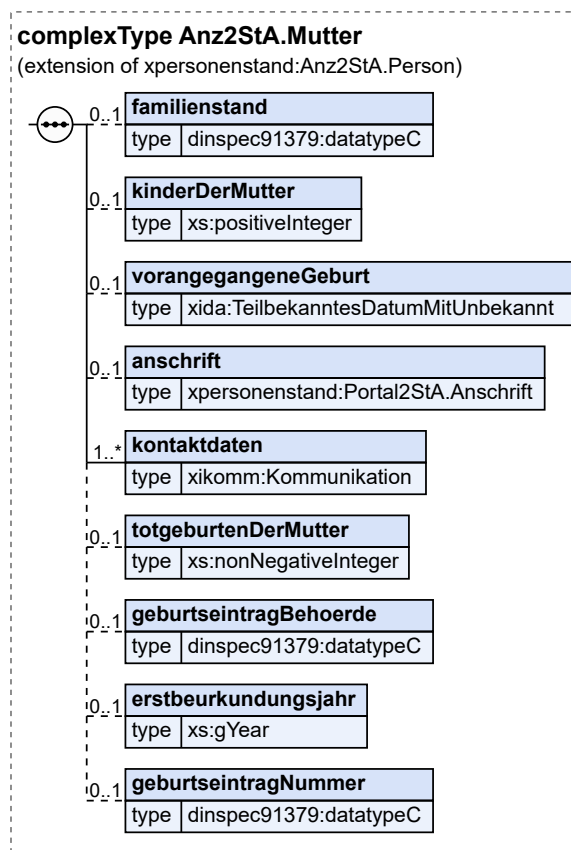 complexType Anz2StA.Mutter
(extension of xpersonenstand:Anz2StA.Person)
0..1 familienstand
type dinspec91379:datatypeC
0..1 kinderDerMutter
type xs:positiveInteger
0..1 vorangegangeneGeburt
type xida:TeilbekanntesDatumMitUnbekannt
0..1 anschrift
type xpersonenstand:Portal2StA.Anschrift
1..* kontaktdaten
type xikomm:Kommunikation
0..1 totgeburtenDerMutter
type xs:nonNegativeInteger
0..1 geburtseintragBehoerde
type dinspec91379:datatypeC
0..1 erstbeurkundungsjahr
type xs:gYear
0..1 geburtseintragNummer
type dinspec91379:datatypeC